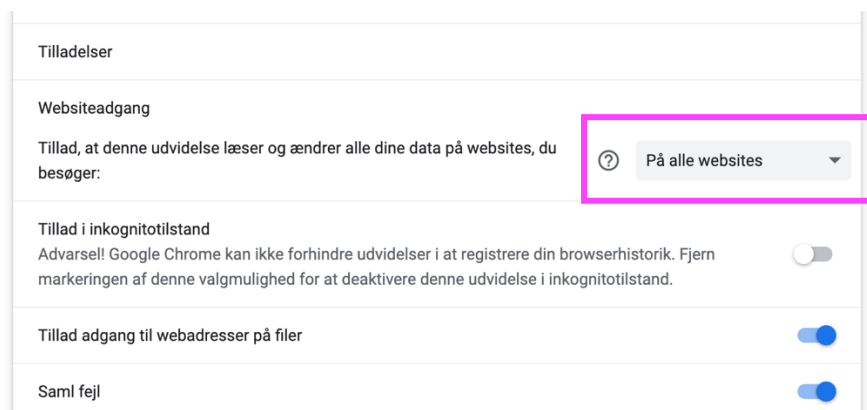 Tilladelser
Websiteadgang
Tillad, at denne udvidelse læser og ændrer alle dine data på websites, du
besøger:
På alle websites
Tillad i inkognitotilstand
Advarsel! Google Chrome kan ikke forhindre udvidelser i at registrere din browserhistorik. Fjern
markeringen af denne valgmulighed for at deaktivere denne udvidelse i inkognitotilstand.
Tillad adgang til webadresser på filer
Saml fejl